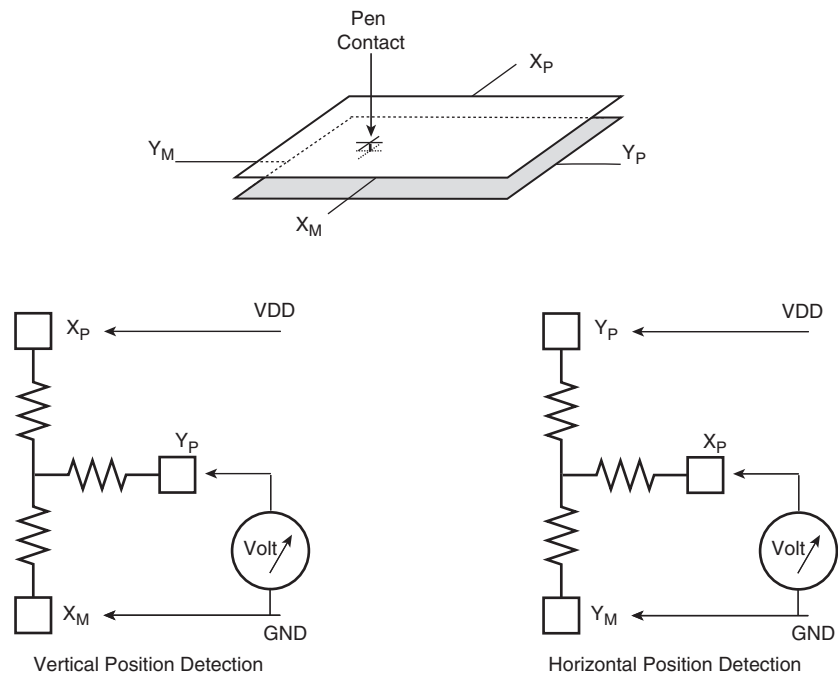 Pen
Contact
X_P
Y_M
Y_P
X_M
X_P
VDD
Y_P
Volt
X_M
GND
Vertical Position Detection
Y_P
VDD
X_P
Volt
Y_M
GND
Horizontal Position Detection